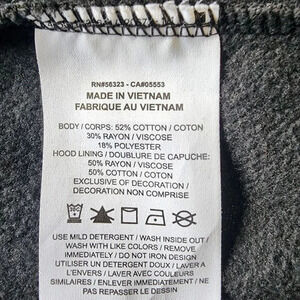 RN#56323 - CA#05553
MADE IN VIETNAM
FABRIQUE AU VIETNAM
BODY / CORPS: 52% COTTON / COTON
30% RAYON / VISCOSE
18% POLYESTER
HOOD LINING / DOUBLURE DE CAPUCHE:
50% RAYON / VISCOSE
50% COTTON / COTON
EXCLUSIVE OF DECORATION /
DECORATION NON COMPRISE
USE MILD DETERGENT / WASH INSIDE OUT /
WASH WITH LIKE COLORS / REMOVE
IMMEDIATELY / DO NOT IRON DESIGN
UTILISER UN DETERGENT DOUX / LAVER A
L'ENVERS / LAVER AVEC COULEURS
SIMILAIRES / ENLEVER IMMEDIATEMENT / NE
PAS REPASSER LE DESSIN